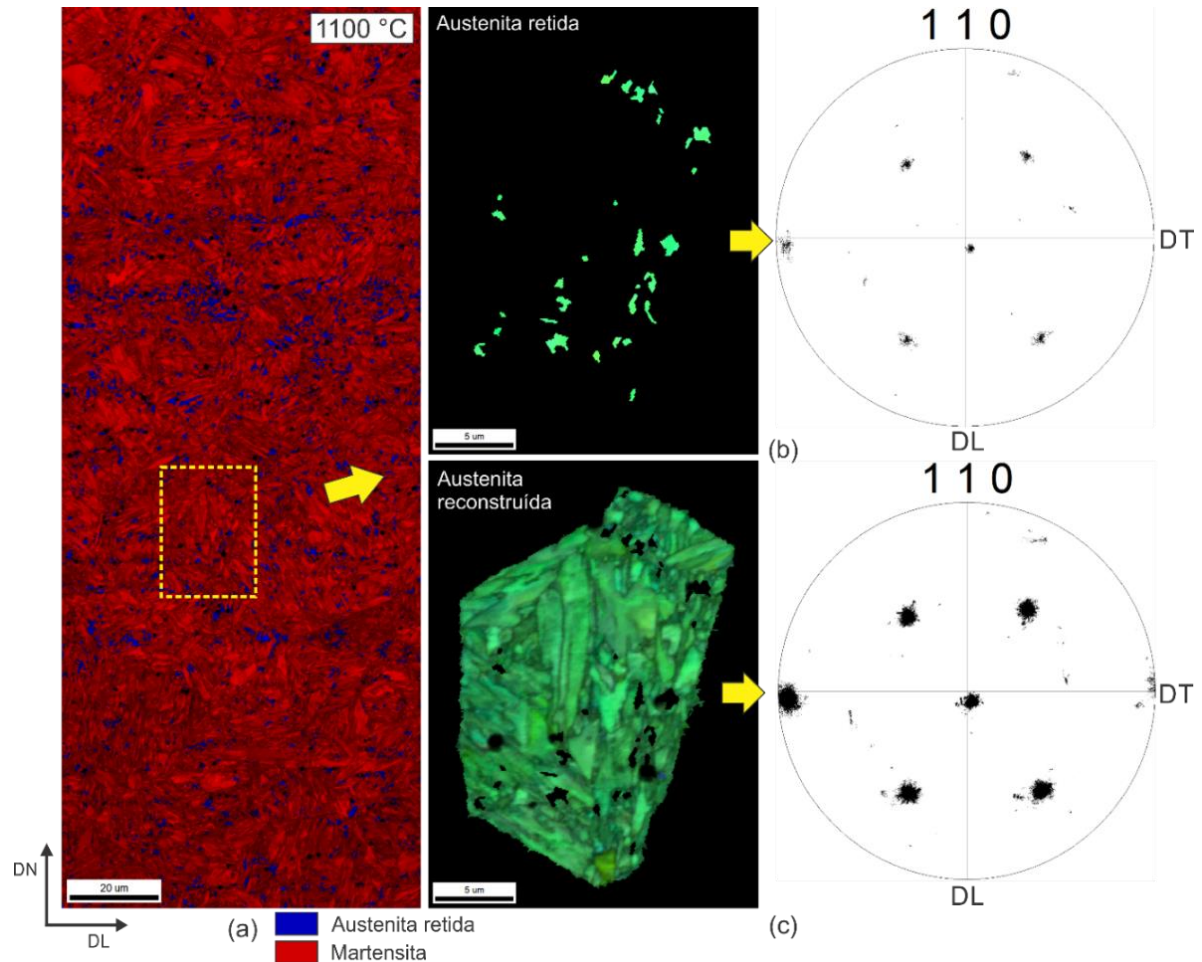 1100 °C
DN
DL
20 um
(a)
Austenita retida
Martensita
Austenita retida
5 um
1 1 0
DT
DL
(b)
Austenita
reconstruída
5 um
1 1 0
DT
DL
(c)